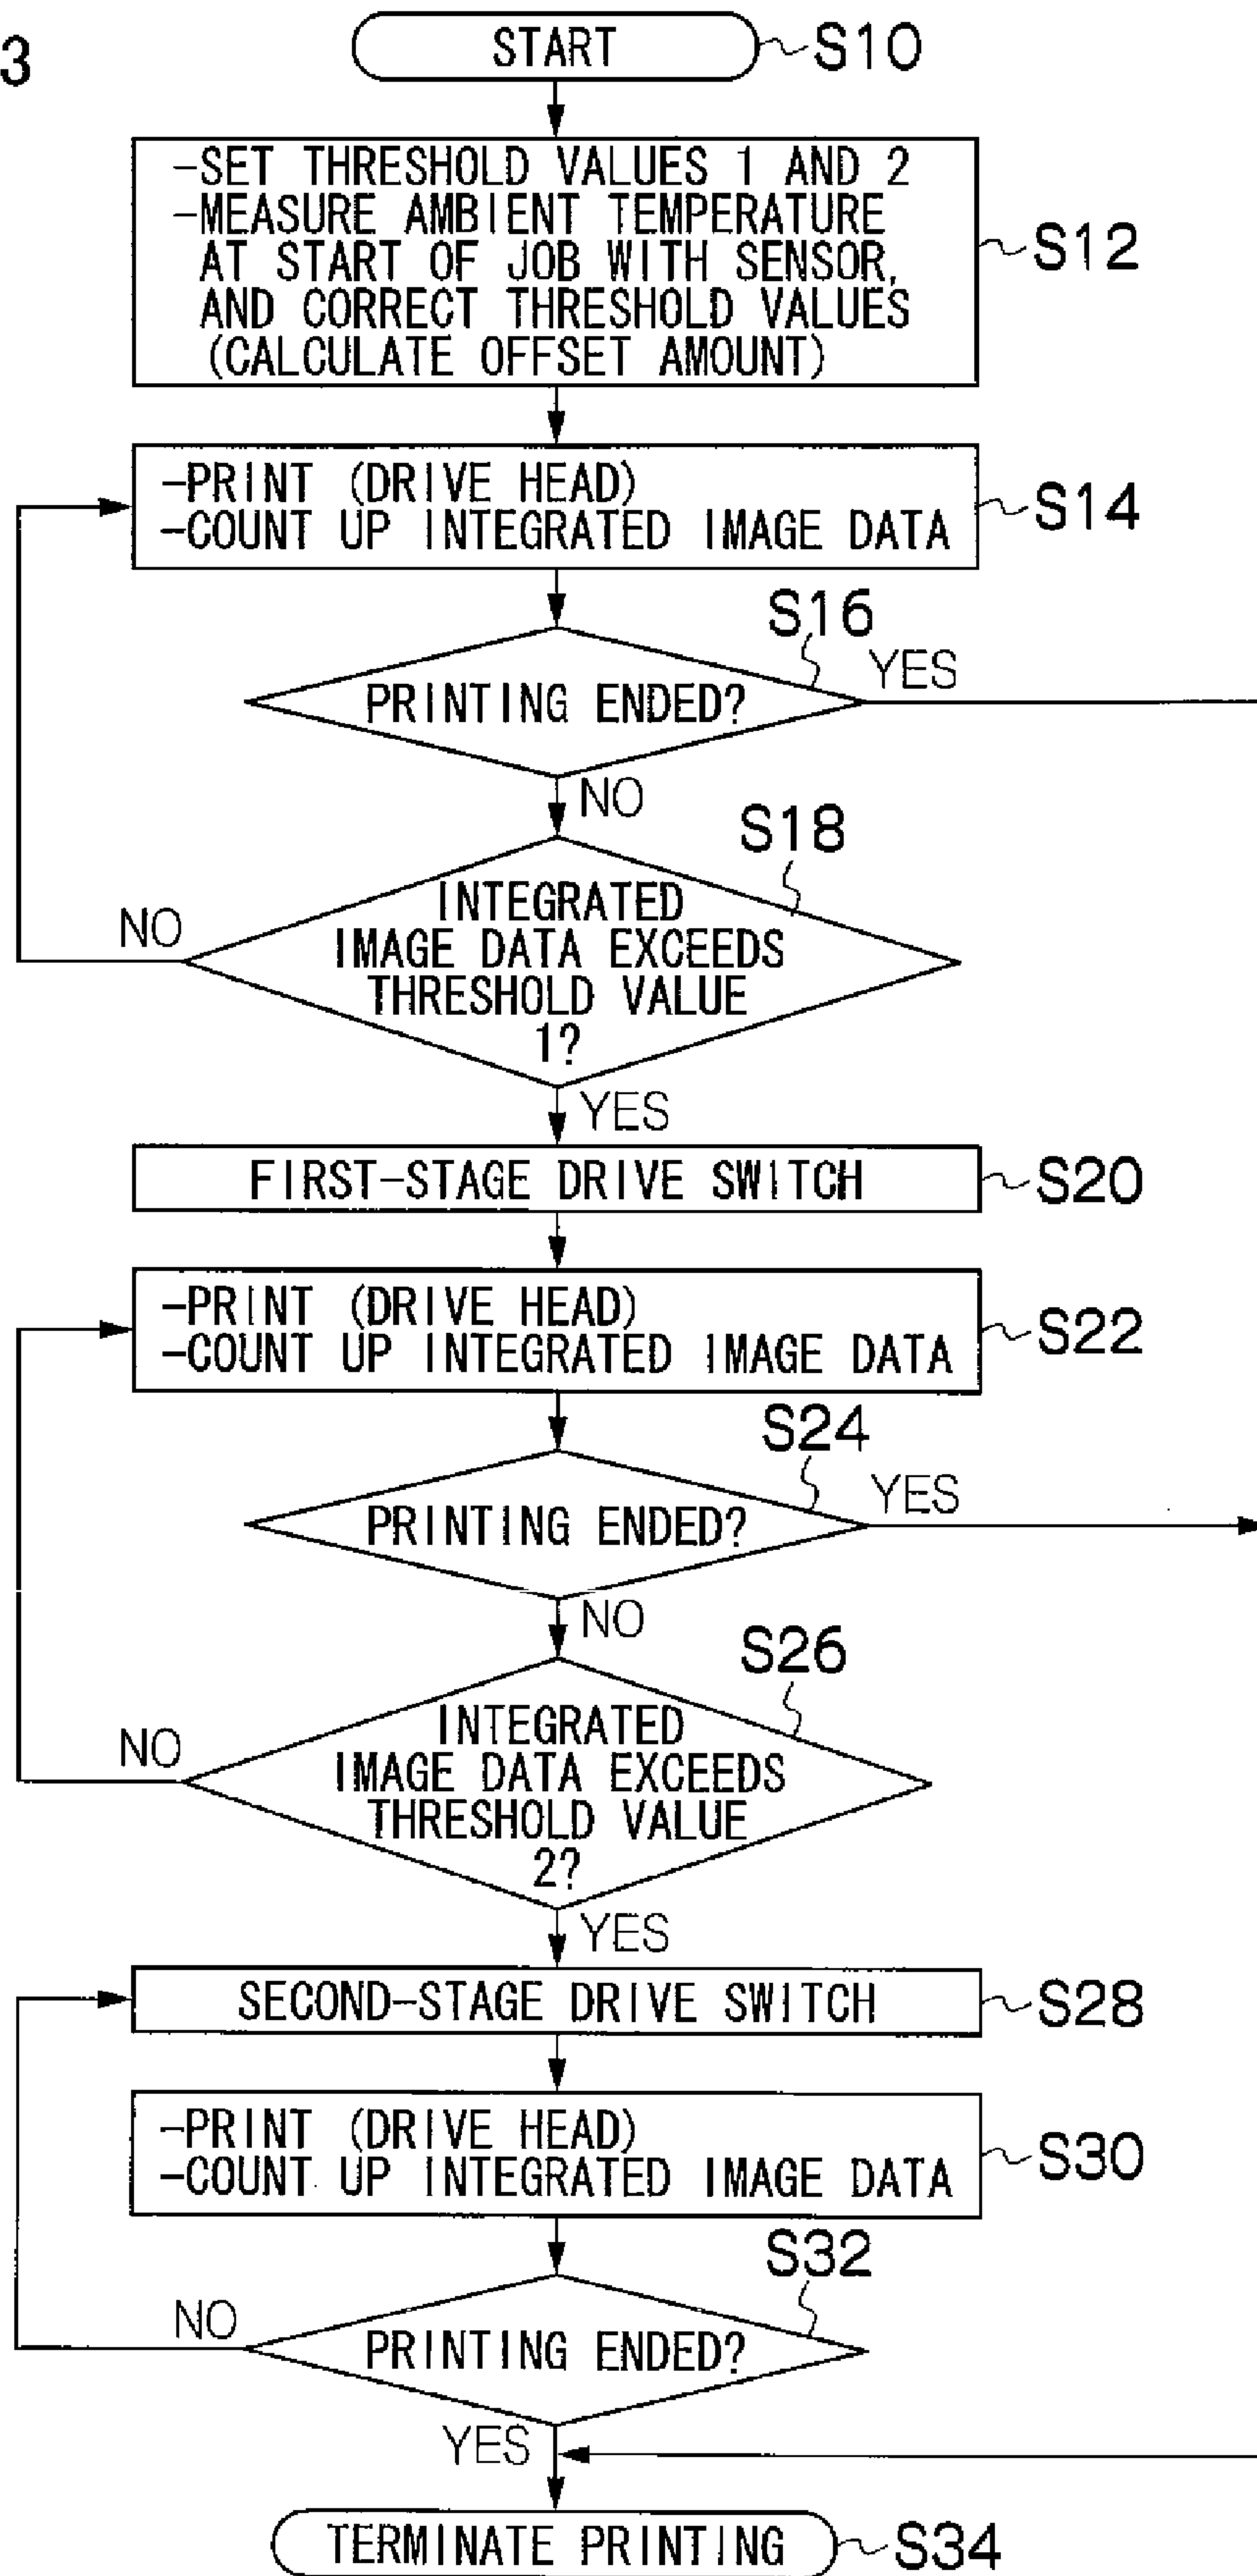 3
START
S10
-SET THRESHOLD VALUES 1 AND 2
-MEASURE AMBIENT TEMPERATURE
AT START OF JOB WITH SENSOR,
AND CORRECT THRESHOLD VALUES
(CALCULATE OFFSET AMOUNT)
S12
-PRINT (DRIVE HEAD)
-COUNT UP INTEGRATED IMAGE DATA
S14
S16
PRINTING ENDED?
YES
NO
S18
INTEGRATED
IMAGE DATA EXCEEDS
THRESHOLD VALUE
1?
NO
YES
FIRST-STAGE DRIVE SWITCH
S20
-PRINT (DRIVE HEAD)
-COUNT UP INTEGRATED IMAGE DATA
S22
S24
PRINTING ENDED?
YES
NO
S26
INTEGRATED
IMAGE DATA EXCEEDS
THRESHOLD VALUE
2?
NO
YES
SECOND-STAGE DRIVE SWITCH
S28
-PRINT (DRIVE HEAD)
-COUNT UP INTEGRATED IMAGE DATA
S30
S32
PRINTING ENDED?
NO
YES
TERMINATE PRINTING
S34